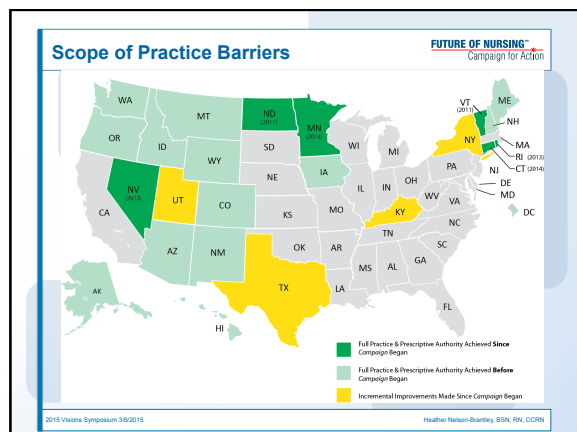 Scope of Practice Barriers
FUTURE OF NURSING™
Campaign for Action
WA
MT
ND
(2011)
MN
(2014)
VT
(2011)
ME
NH
OR
ID
WY
SD
WI
MI
NY
MA
RI (2013)
CT (2014)
NV
(2013)
UT
CO
NE
IA
IL
IN
OH
PA
NJ
DE
MD
DC
CA
AZ
NM
KS
MO
KY
WV
VA
NC
TN
SC
OK
AR
TX
LA
MS
AL
GA
FL
AK
HI
Full Practice & Prescriptive Authority Achieved Since
Campaign Began
Full Practice & Prescriptive Authority Achieved Before
Campaign Began
Incremental Improvements Made Since Campaign Began
2015 Visions Symposium 3/6/2015
Heather Nelson-Brantley, BSN, RN, CCRN